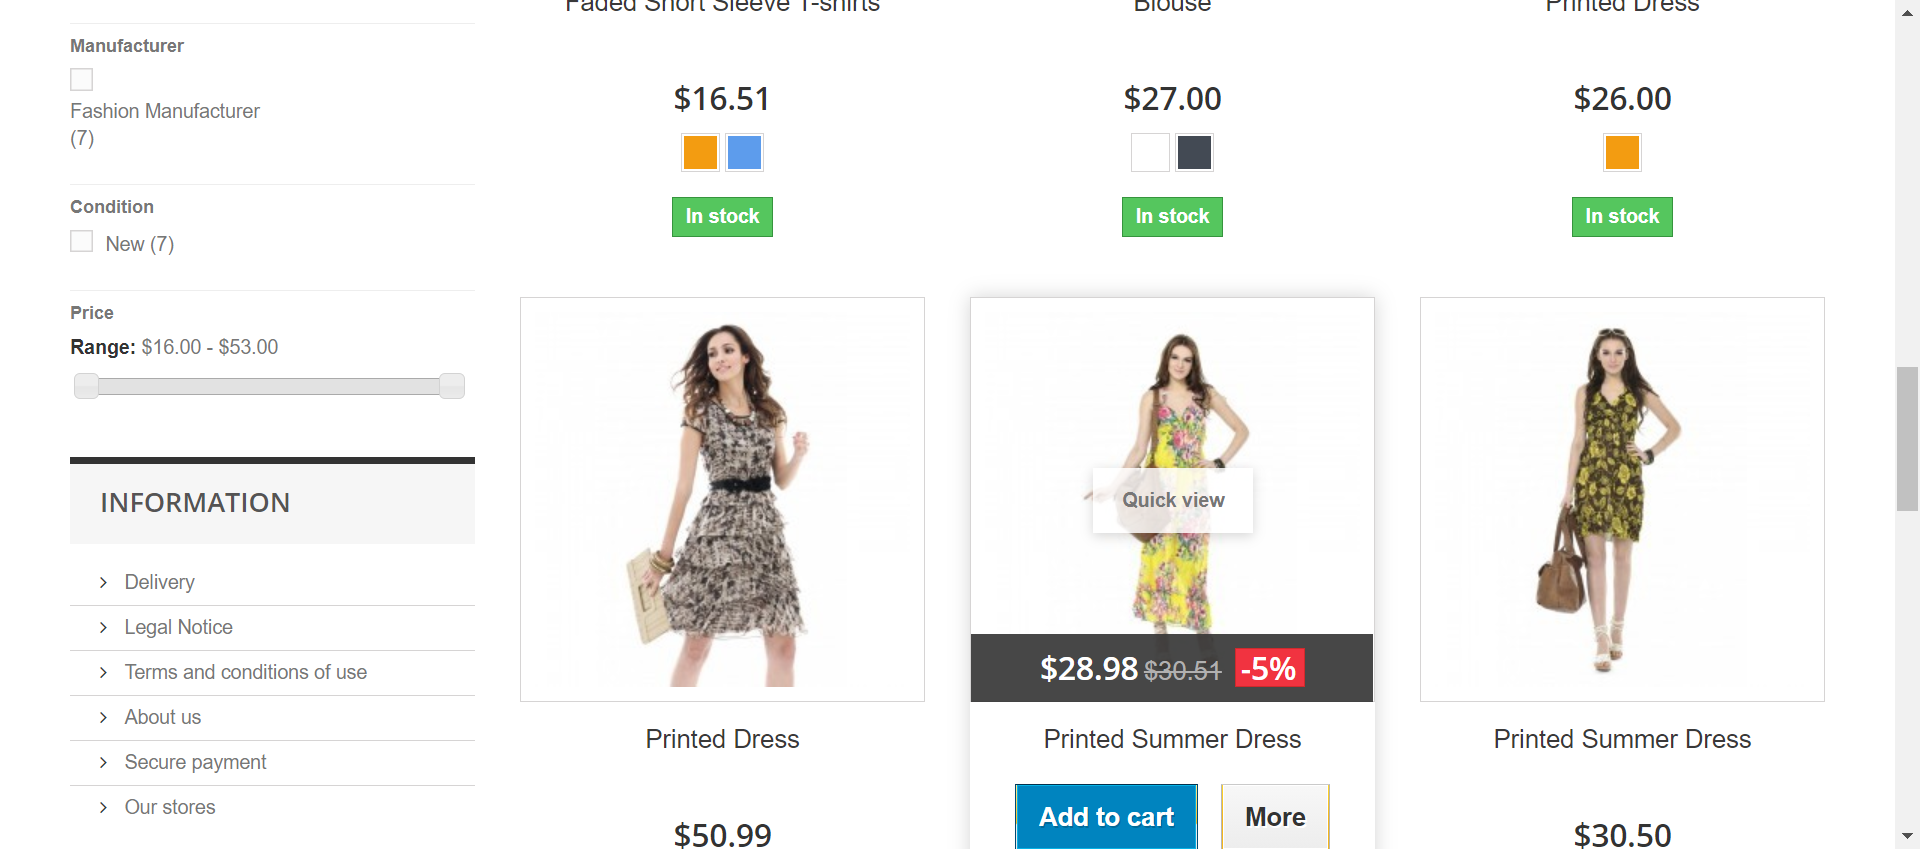 Faded Short Sleeve T-shirts
Blouse
Printed Dress
Manufacturer
Fashion Manufacturer
(7)
$16.51
$27.00
$26.00
In stock
In stock
In stock
Condition
New (7)
Price
Range: $16.00 - $53.00
INFORMATION
Delivery
Legal Notice
Terms and conditions of use
About us
Secure payment
Our stores
Quick view
$28.98 $30.51 -5%
Printed Dress
Printed Summer Dress
Printed Summer Dress
Add to cart
More
$50.99
$30.50